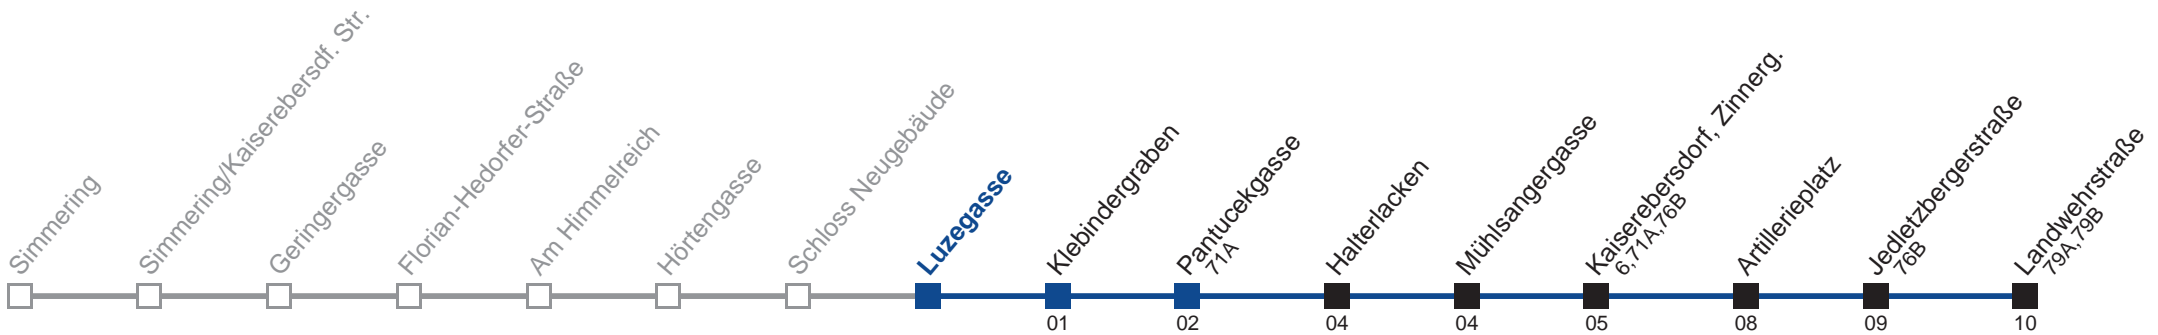 Simmering
Simmering/Kaiserebersdf. Str.
Geringergasse
Florian-Hedorfer-Straße
Am Himmelreich
Hörtengasse
Schloss Neugebäude
Luzegasse
Klebindergraben
01
Pantucekgasse
71A
02
Halterlacken
04
Mühlsangergasse
04
Kaiserebersdorf, Zinnerg.
6,71A,76B
05
Artillerieplatz
08
Jedletzbergerstraße
76B
09
Landwehrstraße
79A,79B
10